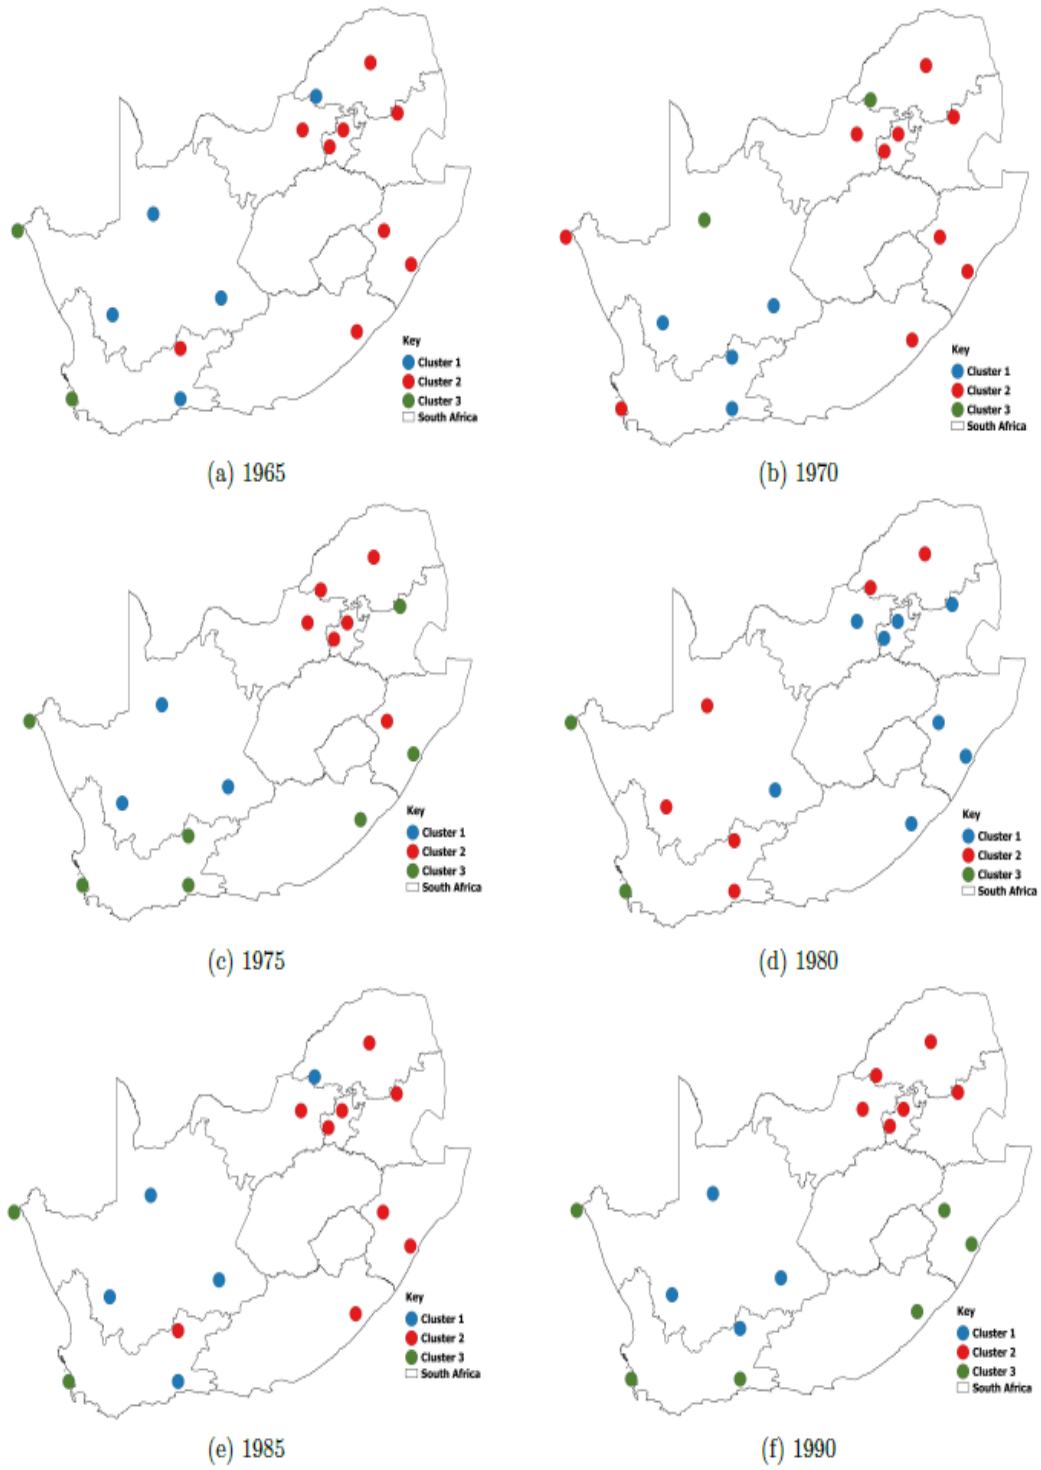 Key
Cluster 1
Cluster 2
Cluster 3
South Africa
(a) 1965
Key
Cluster 1
Cluster 2
Cluster 3
South Africa
(b) 1970
Key
Cluster 1
Cluster 2
Cluster 3
South Africa
(c) 1975
Key
Cluster 1
Cluster 2
Cluster 3
South Africa
(d) 1980
Key
Cluster 1
Cluster 2
Cluster 3
South Africa
(e) 1985
Key
Cluster 1
Cluster 2
Cluster 3
South Africa
(f) 1990